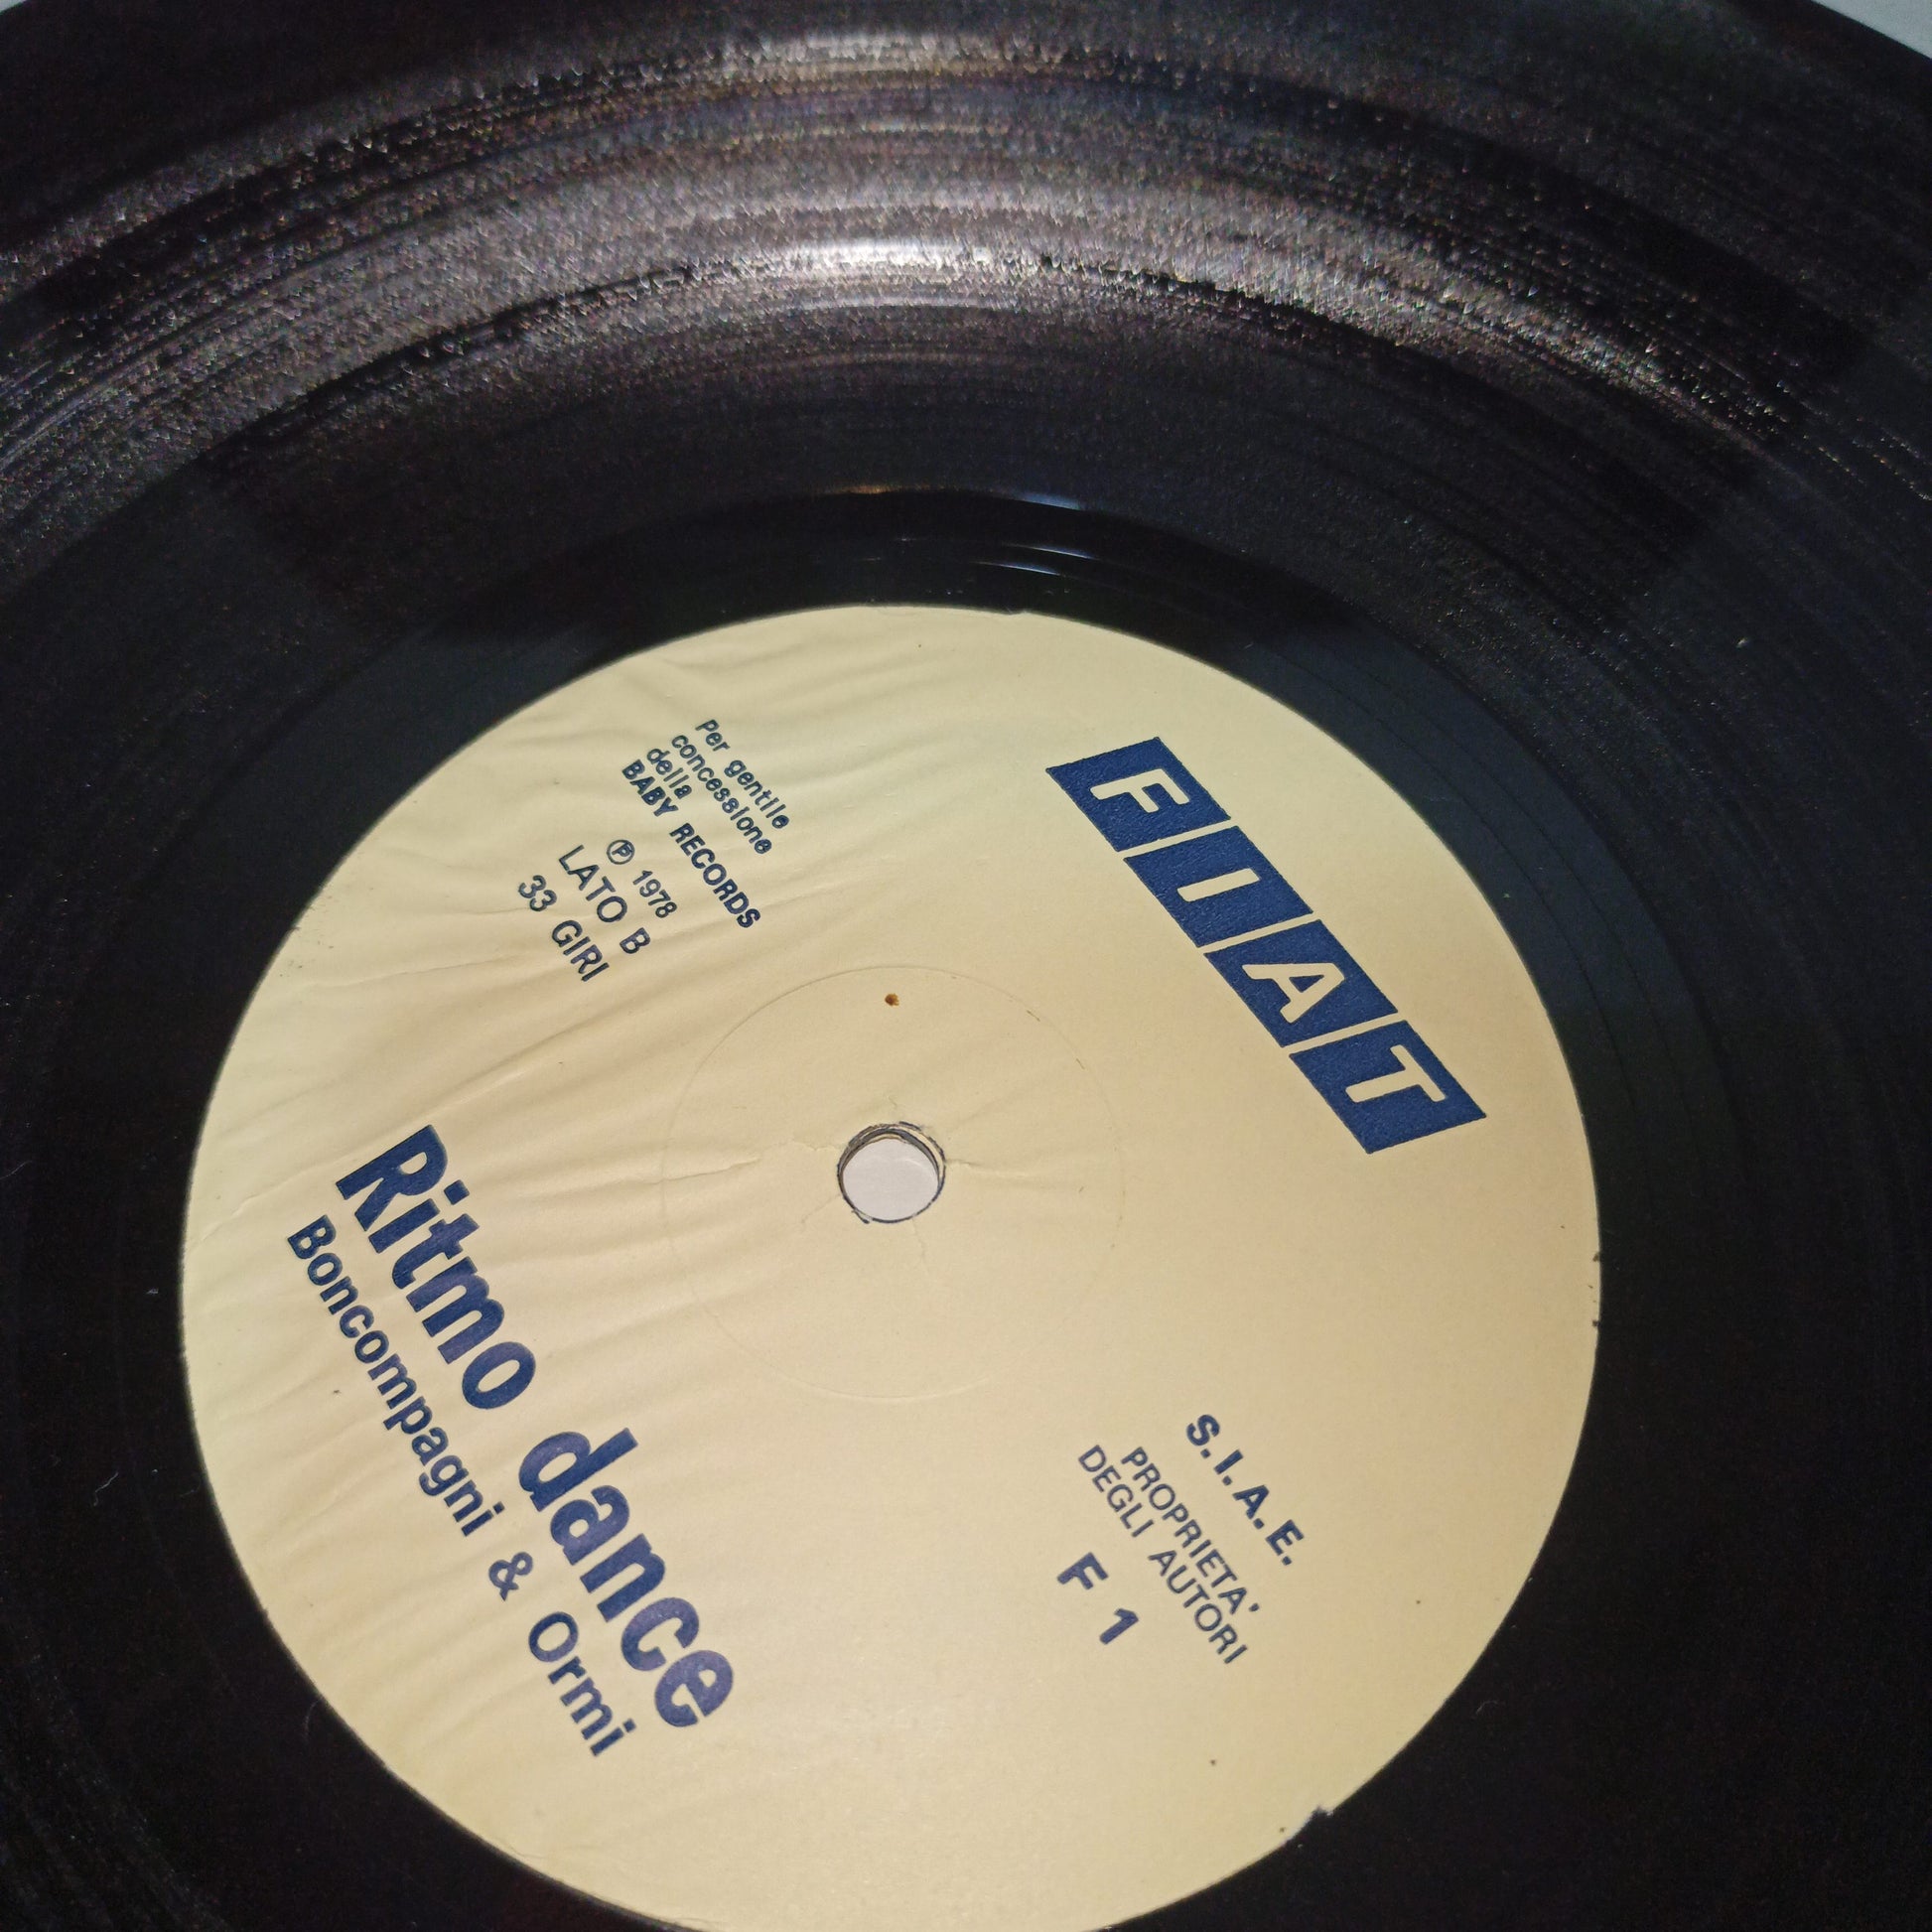 FIAT
Per gentile
concessione
della
BABY RECORDS
℗ 1978
LATO B
33 GIRI
S.I.A.E.
PROPRIETA'
DEGLI AUTORI
F 1
Ritmo dance
Boncompagni & Ormi